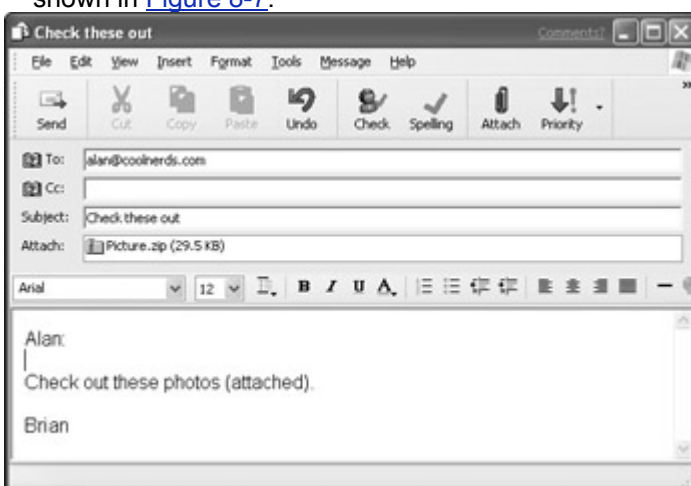 shown in Figure 8-7.
Check these out Comments?
File Edit View Insert Format Tools Message Help
Send Cut Copy Paste Undo Check Spelling Attach Priority
To: alan@coolnerds.com
Cc:
Subject: Check these out
Attach: Picture.zip (29.5 KB)
Arial 12 B I U A
Alan:
Check out these photos (attached).
Brian